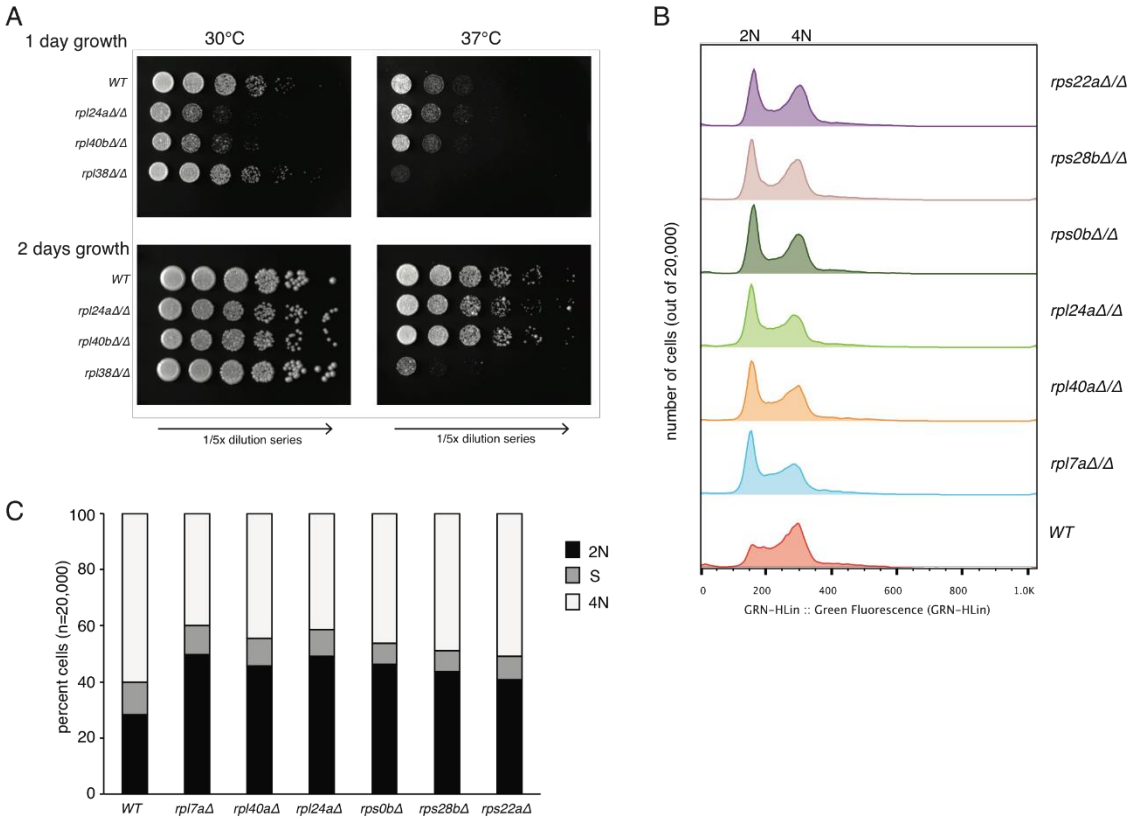 A
1 day growth
30°C
37°C
WT
rpl24aΔ/Δ
rpl40bΔ/Δ
rpl38Δ/Δ
2 days growth
WT
rpl24aΔ/Δ
rpl40bΔ/Δ
rpl38Δ/Δ
1/5x dilution series
1/5x dilution series
B
2N
4N
rps22aΔ/Δ
rps28bΔ/Δ
rps0bΔ/Δ
rpl24aΔ/Δ
rpl40aΔ/Δ
rpl7aΔ/Δ
WT
number of cells (out of 20,000)
0
200
400
600
800
1.0K
GRN-HLin :: Green Fluorescence (GRN-HLin)
C
percent cells (n=20,000)
100
80
60
40
20
0
2N
S
4N
WT
rpl7aΔ
rpl40aΔ
rpl24aΔ
rps0bΔ
rps28bΔ
rps22aΔ